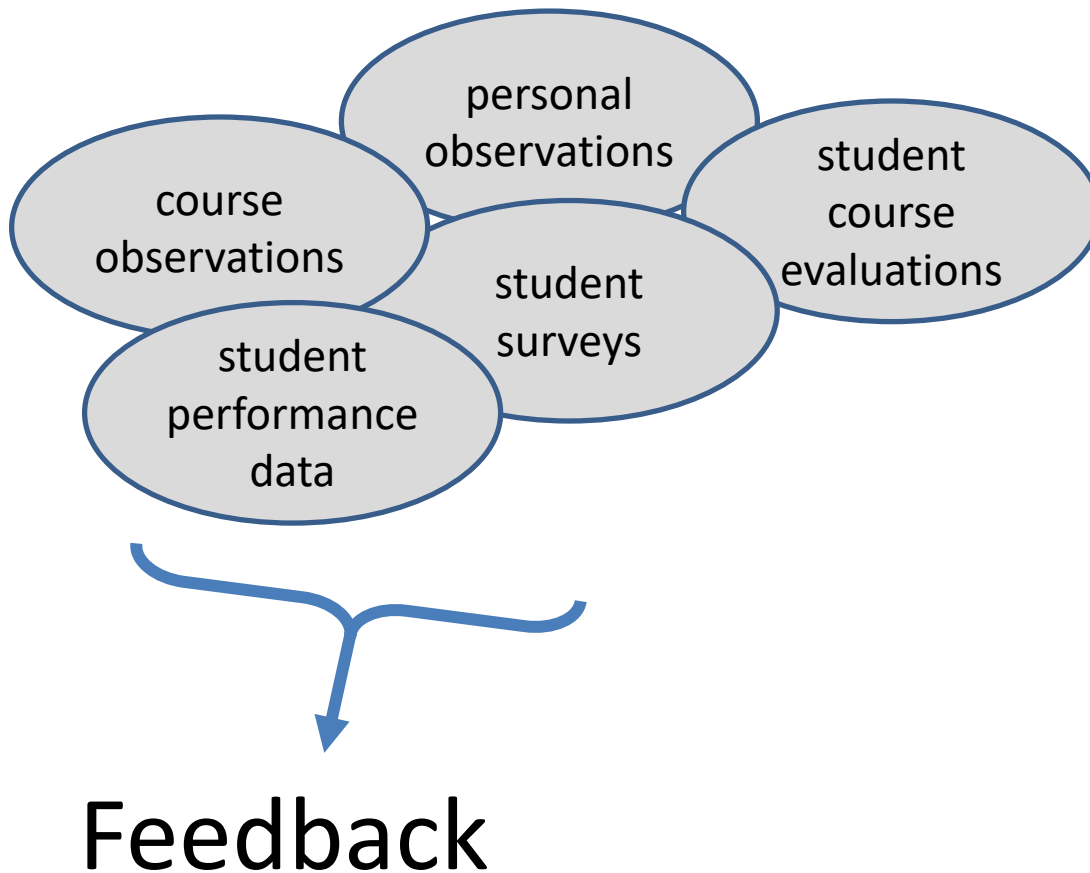 personal
observations
student
course
evaluations
course
observations
student
surveys
student
performance
data
Feedback